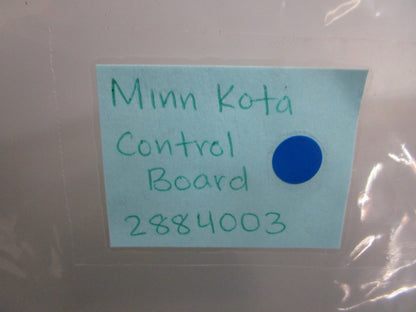 Minn Kota
Control
Board
2884003